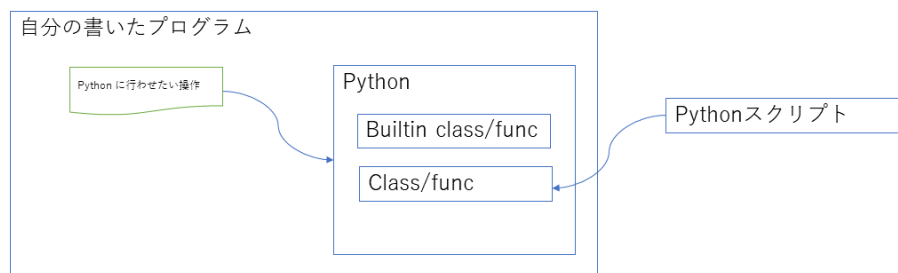 自分の書いたプログラム
Python に行わせたい操作
Python
Builtin class/func
Class/func
Pythonスクリプト